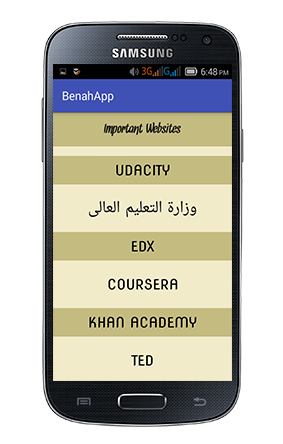 SAMSUNG
3G G 6:48 PM
BenahApp
Important Websites
UDACITY
وزارة التعليم العالى
EDX
COURSERA
KHAN ACADEMY
TED